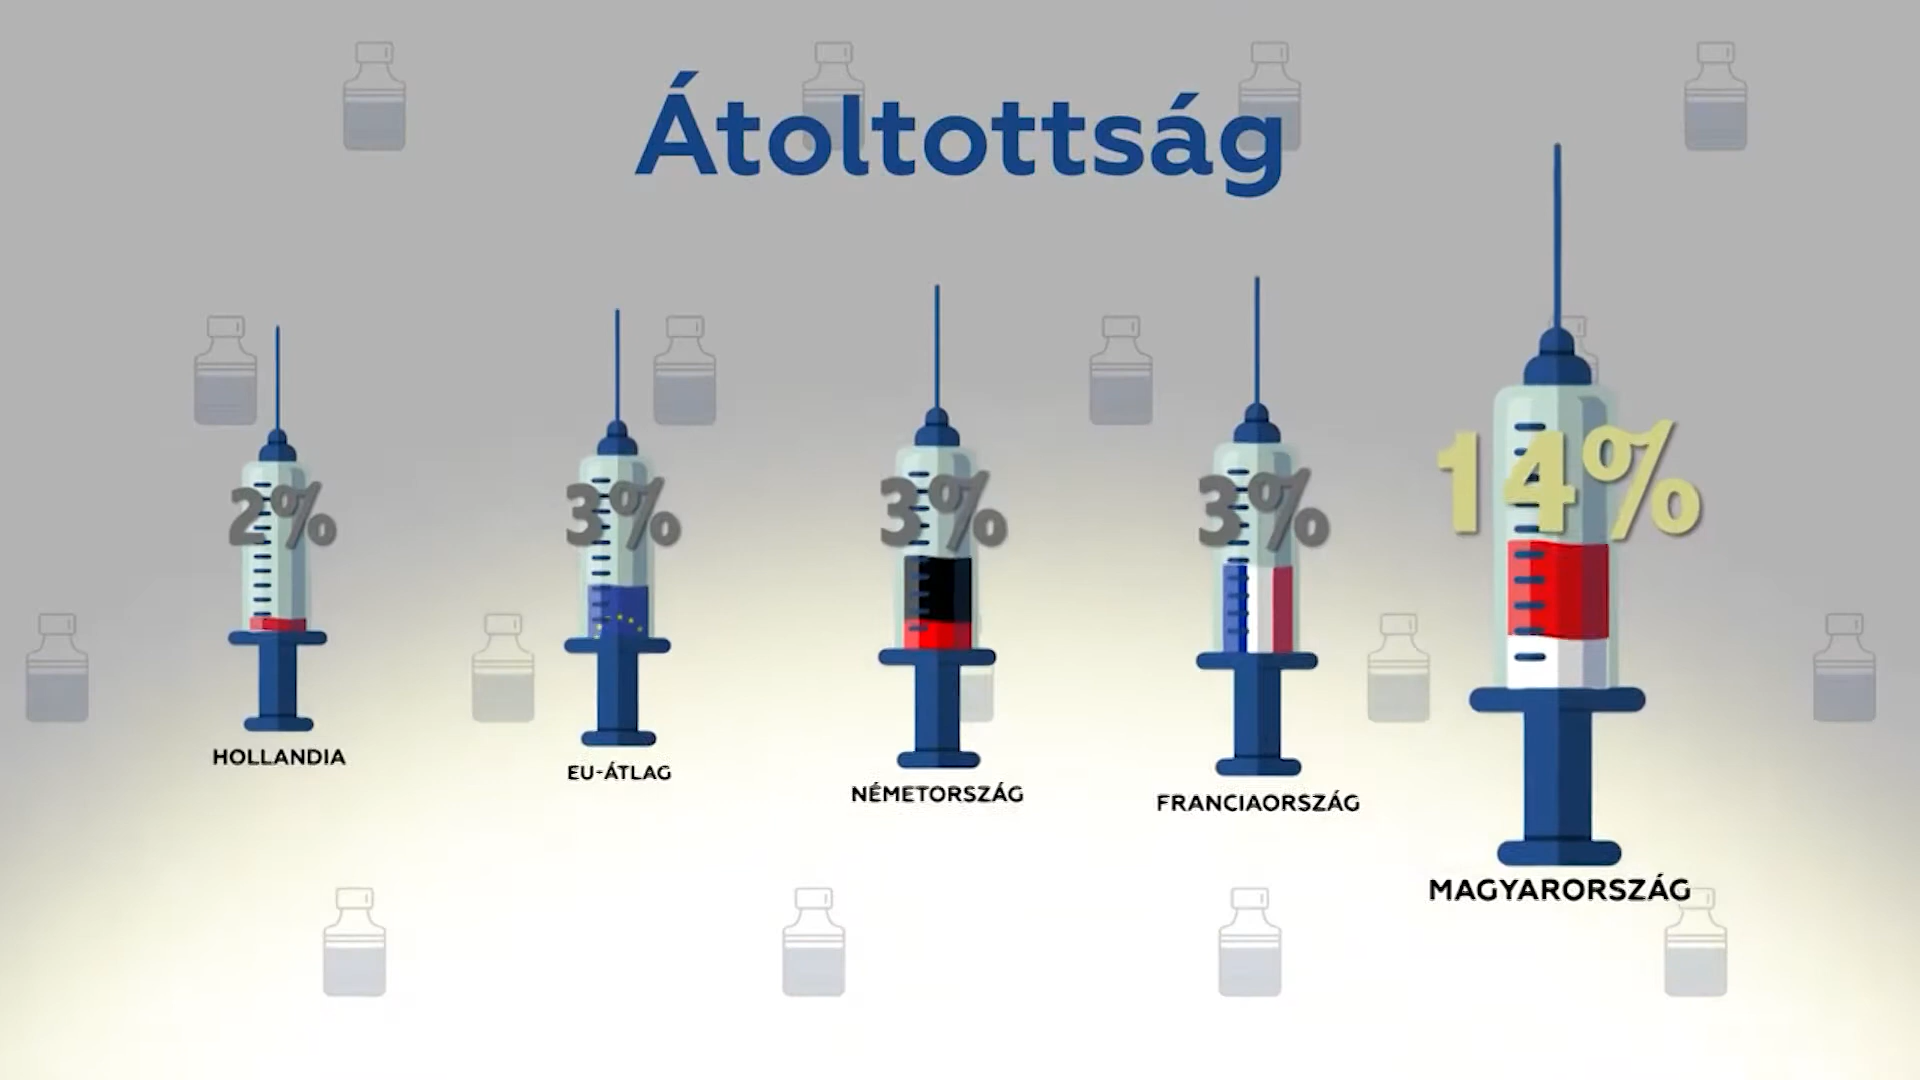 Átoltottság
2%
3%
3%
3%
14%
HOLLANDIA
EU-ÁTLAG
NÉMETORSZÁG
FRANCIAORSZÁG
MAGYARORSZÁG